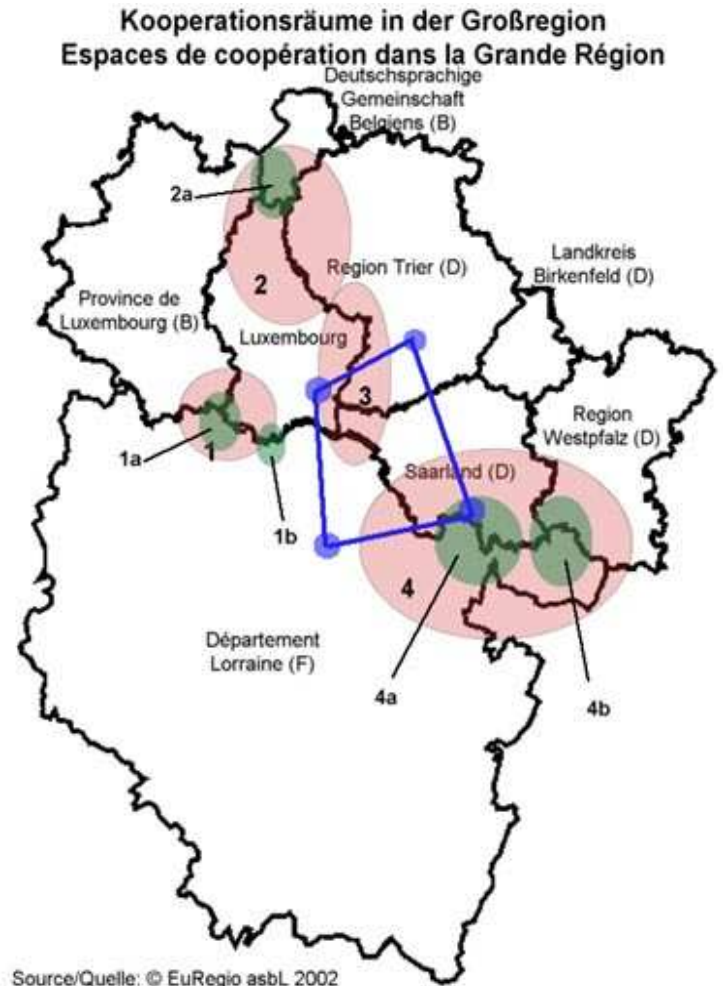 Kooperationsräume in der Großregion
Espaces de coopération dans la Grande Région
Deutschsprachige
Gemeinschaft
Belgiens (B)
2a
Landkreis
Birkenfeld (D)
Region Trier (D)
2
Province de
Luxembourg (B)
Luxembourg
3
Region
Westpfalz (D)
1a
1
Saarland (D)
1b
4
Département
Lorraine (F)
4a
4b
Source/Quelle: © EuRegio asbL 2002